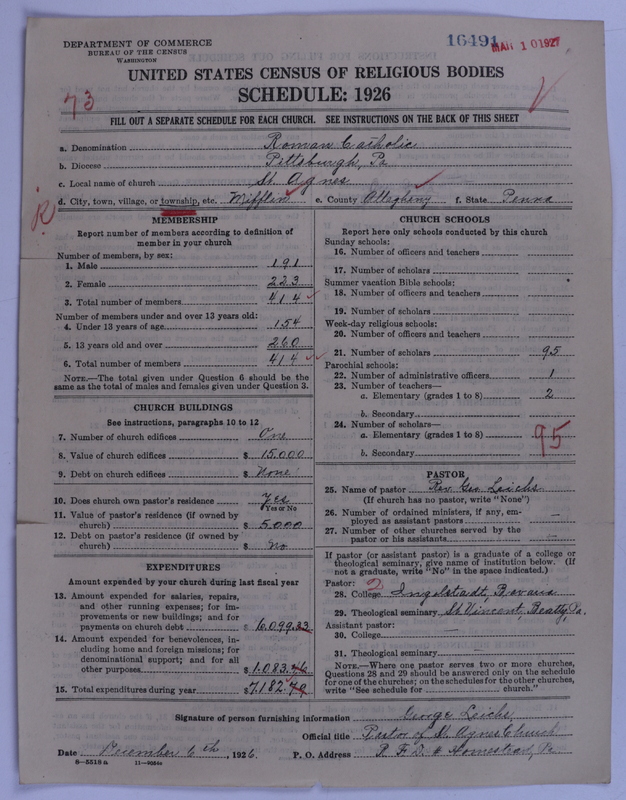 DEPARTMENT OF COMMERCE
BUREAU OF THE CENSUS
WASHINGTON
16491
MAR 10 1927
UNITED STATES CENSUS OF RELIGIOUS BODIES
SCHEDULE: 1926
73
FILL OUT A SEPARATE SCHEDULE FOR EACH CHURCH. SEE INSTRUCTIONS ON THE BACK OF THIS SHEET
a. Denomination Roman Catholic
b. Diocese Pittsburgh, Pa
c. Local name of church St. Agnes
d. City, town, village, or township, etc. Mifflin e. County Allegheny f. State Penna
R
MEMBERSHIP
Report number of members according to definition of
member in your church
Number of members, by sex:
1. Male 191
2. Female 223
3. Total number of members 414
Number of members under and over 13 years old:
4. Under 13 years of age 154
5. 13 years old and over 260
6. Total number of members 414
NOTE.—The total given under Question 6 should be
same as the total of males and females given under Question 3.
CHURCH BUILDINGS
See instructions, paragraphs 10 to 12
7. Number of church edifices One
8. Value of church edifices $ 15.000
9. Debt on church edifices $ None
10. Does church own pastor's residence Yes
Yes or No
11. Value of pastor's residence (if owned by
church) $ 5.000
12. Debt on pastor's residence (if owned by
church) $ No
EXPENDITURES
Amount expended by your church during last fiscal year
13. Amount expended for salaries, repairs,
and other running expenses; for im-
provements or new buildings; and for
payments on church debt $ 6.099.33
14. Amount expended for benevolences, in-
cluding home and foreign missions; for
denominational support; and for all
other purposes $ 1.083.
15. Total expenditures during year $ 7.182.
CHURCH SCHOOLS
Report here only schools conducted by this church
Sunday schools:
16. Number of officers and teachers
17. Number of scholars
Summer vacation Bible schools:
18. Number of officers and teachers
19. Number of scholars
Week-day religious schools:
20. Number of officers and teachers
21. Number of scholars 95
Parochial schools:
22. Number of administrative officers 1
23. Number of teachers—
a. Elementary (grades 1 to 8) 2
b. Secondary
24. Number of scholars—
a. Elementary (grades 1 to 8) 95
b. Secondary
PASTOR
25. Name of pastor Rev. Geo Leichs
(If church has no pastor, write "None")
26. Number of ordained ministers, if any, em-
ployed as assistant pastors —
27. Number of other churches served by the
pastor or his assistants —
If pastor (or assistant pastor) is a graduate of a college or
theological seminary, give name of institution below. (If
not a graduate, write "No" in the space indicated.)
Pastor: 2
28. College Ingolstadt, Bavaria
29. Theological seminary St Vincent, Beatty, Pa.
Assistant pastor:
30. College
31. Theological seminary
NOTE.—Where one pastor serves two or more churches,
Questions 28 and 29 should be answered only on the schedule
for one of the churches; on the schedules for the other churches,
write "See schedule for church."
Signature of person furnishing information George Leichs
Official title Pastor of St. Agnes Church
Date December 6th, 1926 P. O. Address R. F. D. # Homestead, Pa
8—5518a 11—9054c